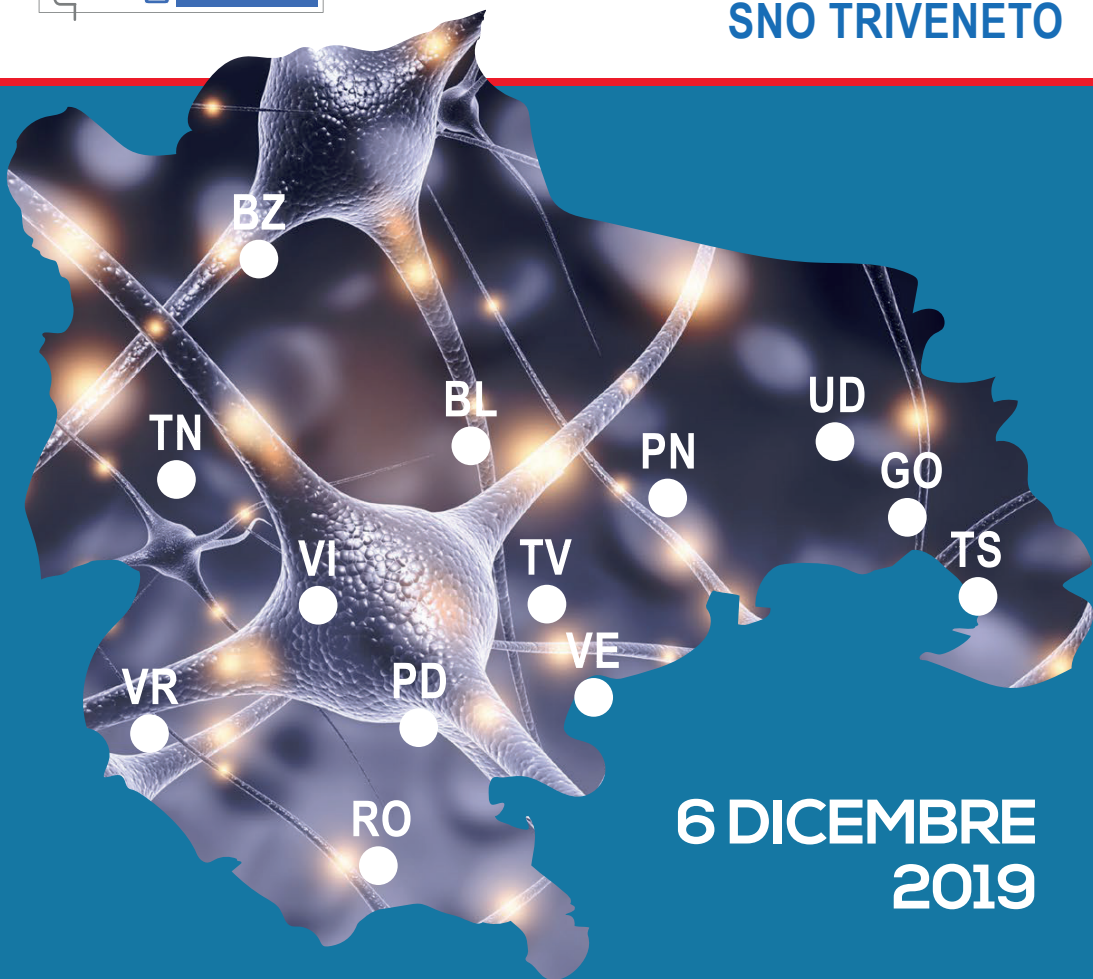 SNO TRIVENETO
BZ
BL
UD
TN
PN
GO
VI
TV
TS
VE
VR
PD
RO
6 DICEMBRE
2019